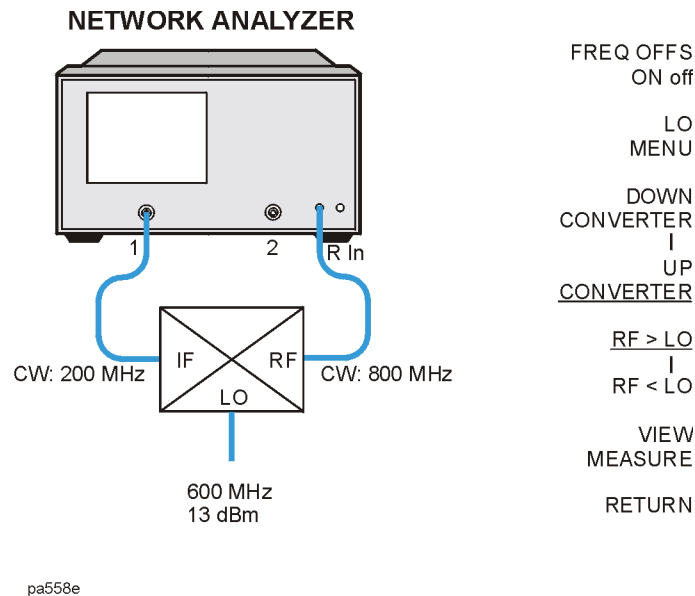 NETWORK ANALYZER
1
2
R In
IF
RF
LO
CW: 200 MHz
CW: 800 MHz
600 MHz
13 dBm
FREQ OFFS
ON off
LO
MENU
DOWN
CONVERTER
UP
CONVERTER
RF > LO
RF < LO
VIEW
MEASURE
RETURN
pa558e